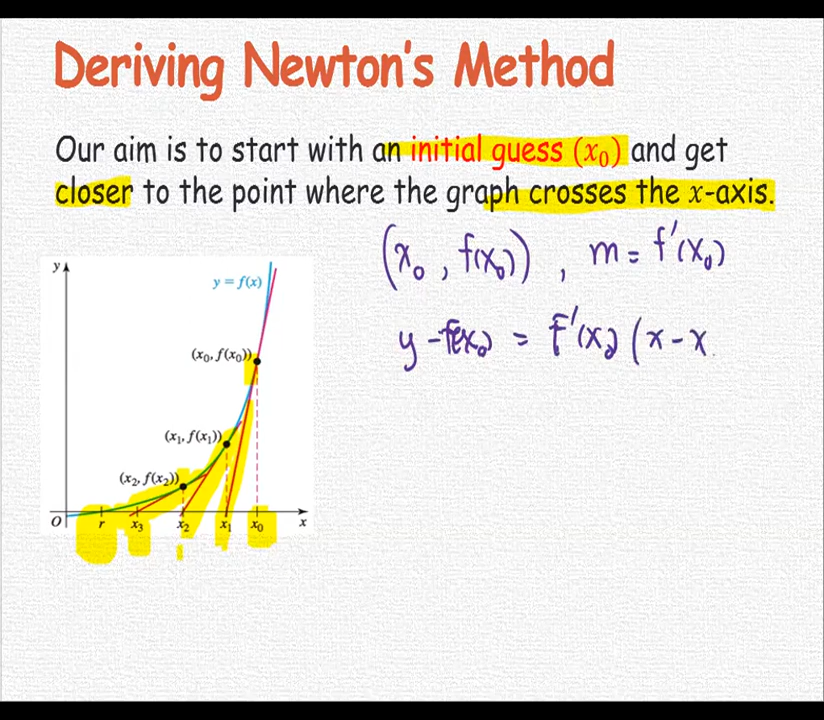 Deriving Newton's Method
Our aim is to start with an initial guess (x₀) and get
closer to the point where the graph crosses the x-axis.
(x₀, f(x₀)), m = f'(x₀)
y - f(x₀) = f'(x₀) (x - x
y
y = f(x)
(x₀, f(x₀))
(x₁, f(x₁))
(x₂, f(x₂))
O r x₃ x₂ x₁ x₀ x